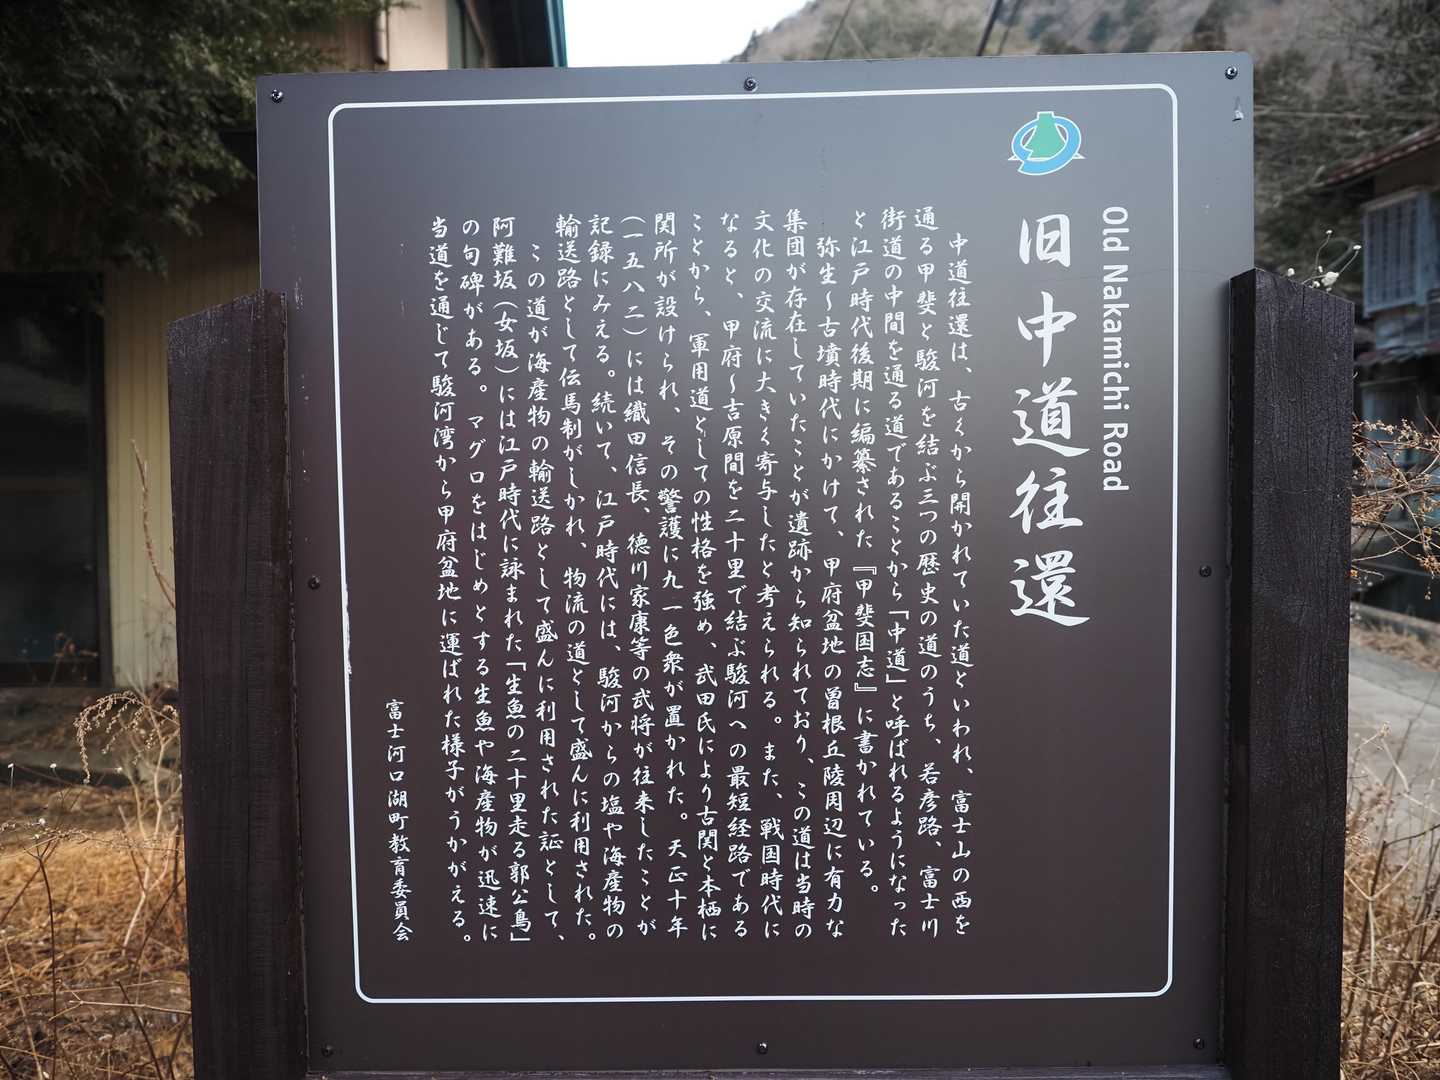 Old Nakamichi Road
旧中道往還
中道往還は、古くから開かれていた道といわれ、富士山の西を
通る甲斐と駿河を結ぶ三つの歴史の道のうち、若彦路、富士川
街道の中間を通る道であることから「中道」と呼ばれるようになった
と江戸時代後期に編纂された『甲斐国志』に書かれている。
弥生～古墳時代にかけて、甲府盆地の曽根丘陵周辺に有力な
集団が存在していたことが遺跡から知られており、この道は当時の
文化の交流に大きく寄与したと考えられる。また、戦国時代に
なると、甲府～吉原間を二十里で結ぶ駿河への最短経路である
ことから、軍用道としての性格を強め、武田氏により古関と本栖に
関所が設けられ、その警護に九一色衆が置かれた。天正十年
（一五八二）には織田信長、徳川家康等の武将が往来したことが
記録にみえる。続いて、江戸時代には、駿河からの塩や海産物の
輸送路として伝馬制がしかれ、物流の道として盛んに利用された。
この道が海産物の輸送路として盛んに利用された証として、
阿難坂（女坂）には江戸時代に詠まれた「生魚の二十里走る郭公鳥」
の句碑がある。マグロをはじめとする生魚や海産物が迅速に
当道を通じて駿河湾から甲府盆地に運ばれた様子がうかがえる。
富士河口湖町教育委員会